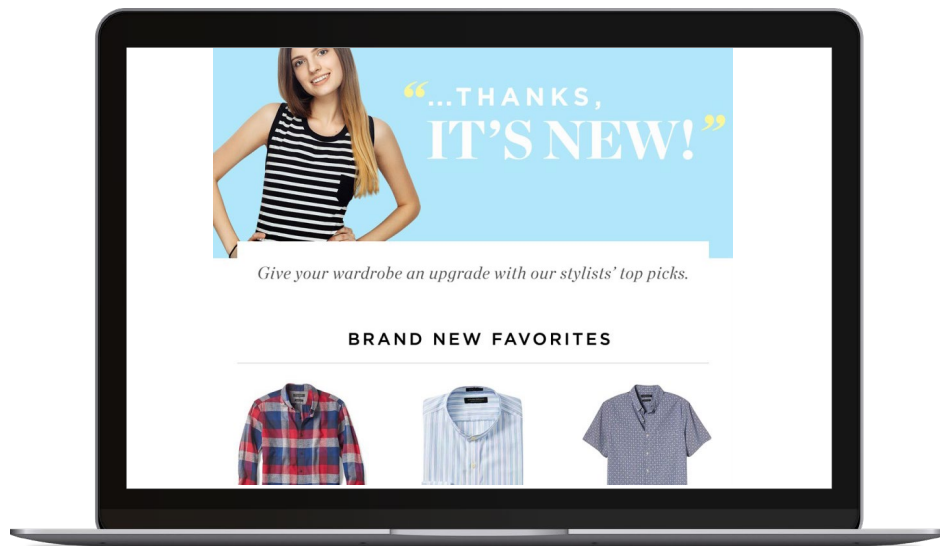 “...THANKS,
IT’S NEW!”
Give your wardrobe an upgrade with our stylists’ top picks.
BRAND NEW FAVORITES